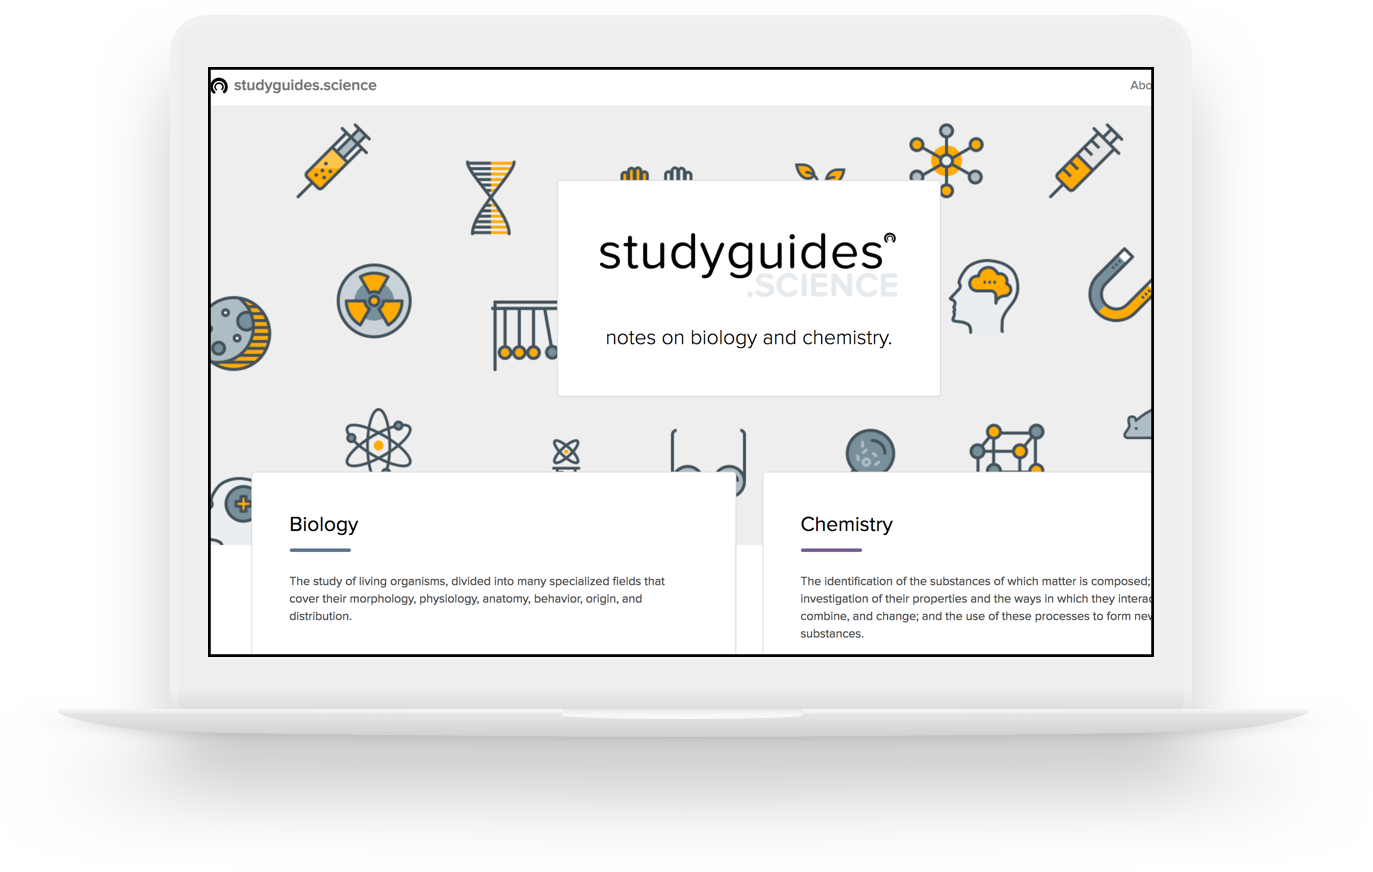 studyguides.science
Abo
studyguides
.SCIENCE
notes on biology and chemistry.
Biology
The study of living organisms, divided into many specialized fields that
cover their morphology, physiology, anatomy, behavior, origin, and
distribution.
Chemistry
The identification of the substances of which matter is composed;
investigation of their properties and the ways in which they interac
combine, and change; and the use of these processes to form new
substances.